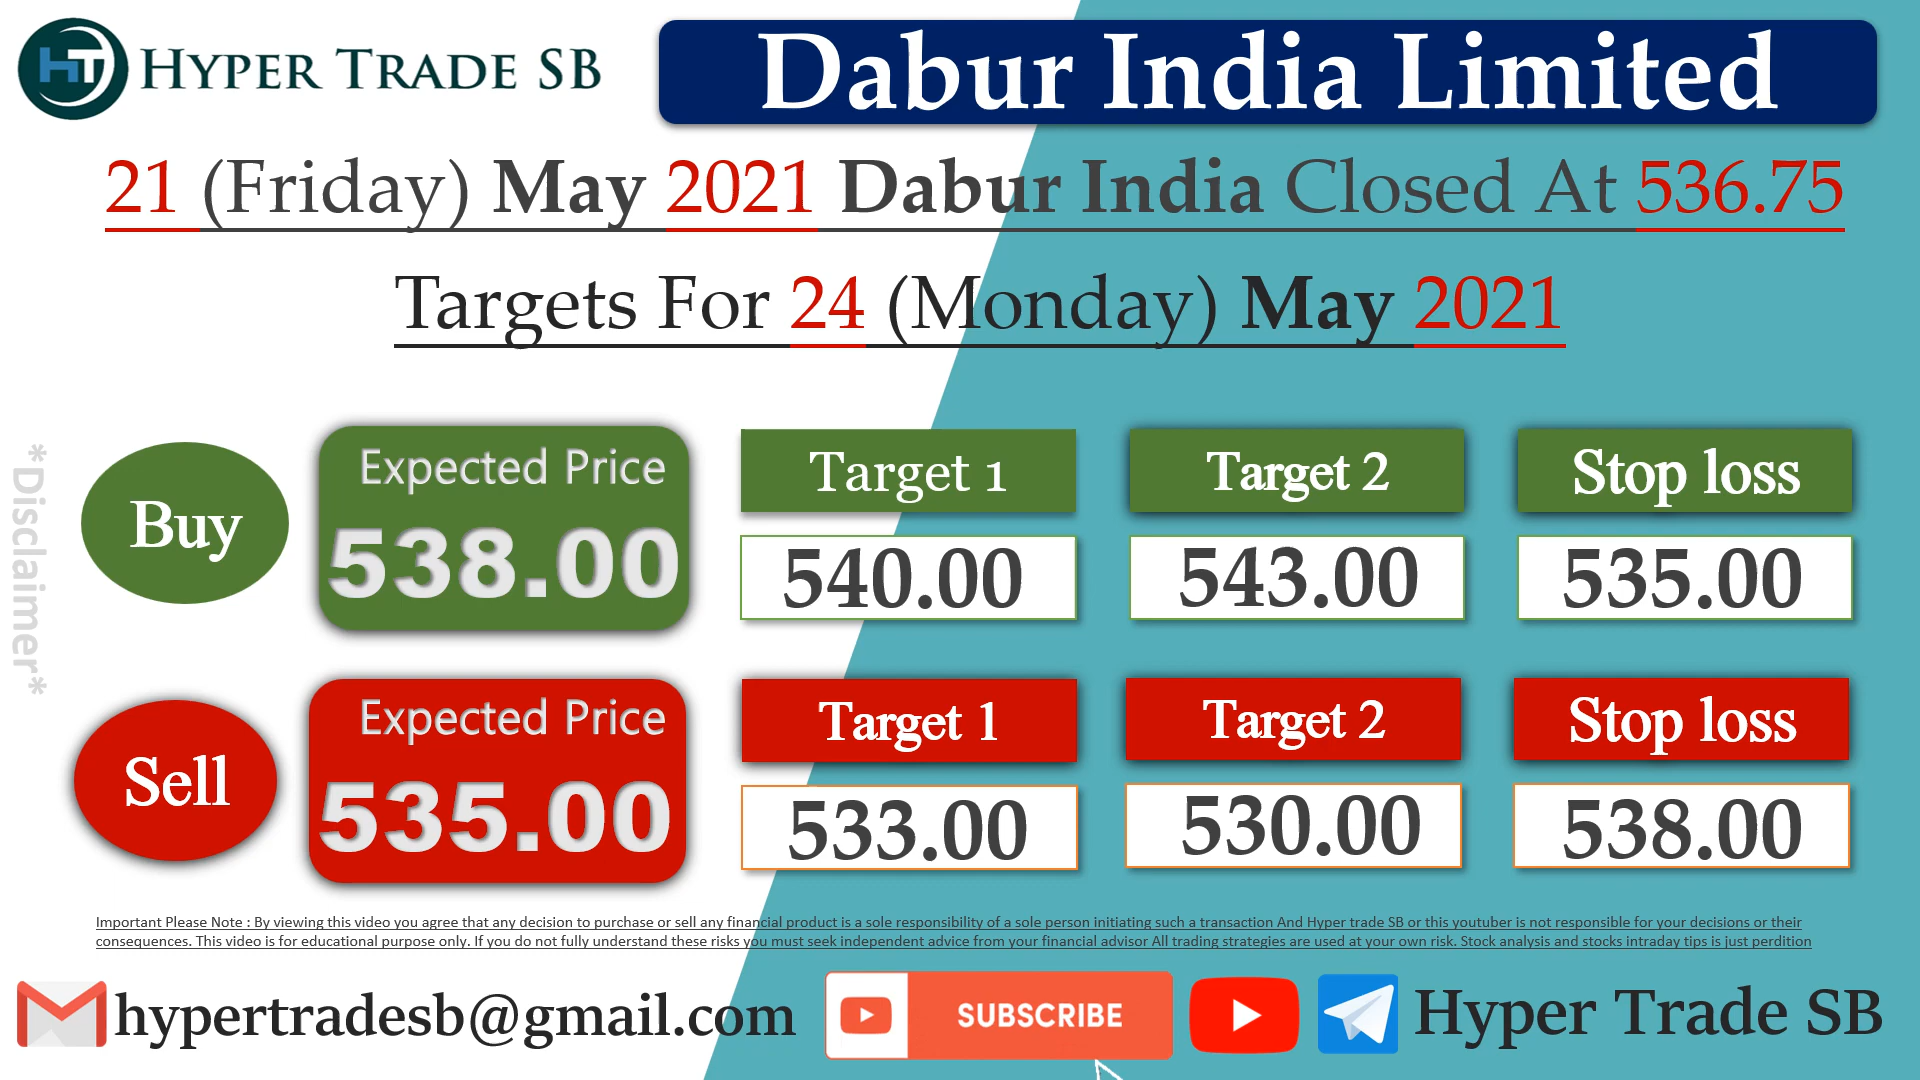 HT HYPER TRADE SB
Dabur India Limited
21 (Friday) May 2021 Dabur India Closed At 536.75
Targets For 24 (Monday) May 2021
*Disclaimer*
Buy
Expected Price
538.00
Target 1
Target 2
Stop loss
540.00
543.00
535.00
Sell
Expected Price
535.00
Target 1
Target 2
Stop loss
533.00
530.00
538.00
Important Please Note : By viewing this video you agree that any decision to purchase or sell any financial product is a sole responsibility of a sole person initiating such a transaction And Hyper trade SB or this youtuber is not responsible for your decisions or their
consequences. This video is for educational purpose only. If you do not fully understand these risks you must seek independent advice from your financial advisor All trading strategies are used at your own risk. Stock analysis and stocks intraday tips is just perdition
hypertradesb@gmail.com
SUBSCRIBE
Hyper Trade SB